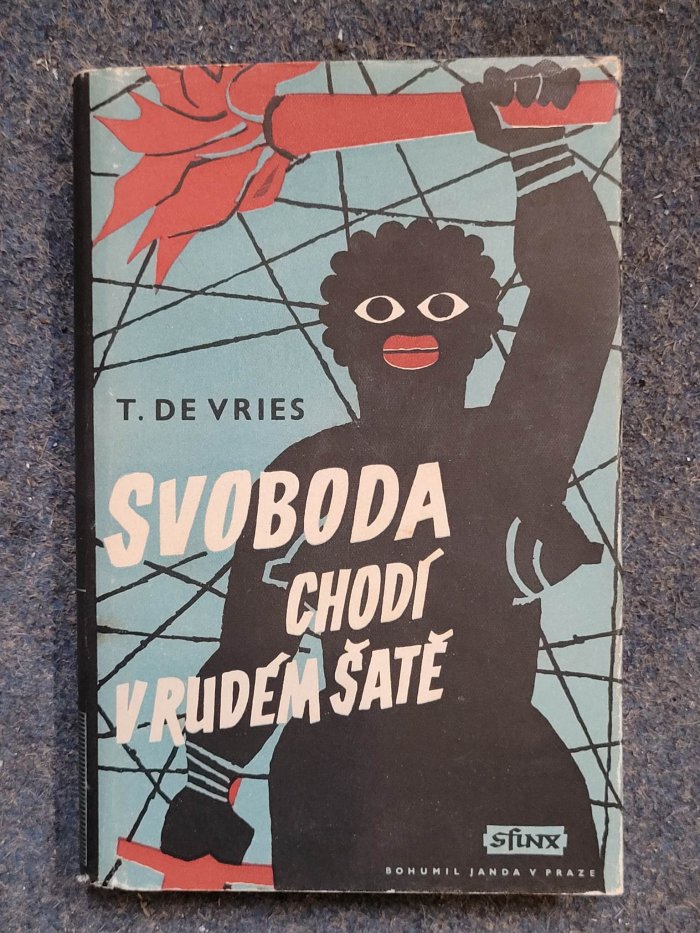 T. DE VRIES
SVOBODA
CHODÍ
V RUDÉM ŠATĚ
sfinx
BOHUMIL JANDA V PRAZE